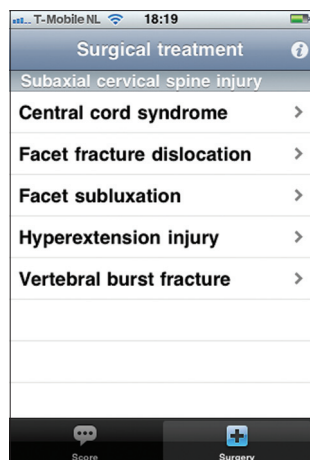 T-Mobile NL 18:19
Surgical treatment
Subaxial cervical spine injury
Central cord syndrome
Facet fracture dislocation
Facet subluxation
Hyperextension injury
Vertebral burst fracture
Score Surgery